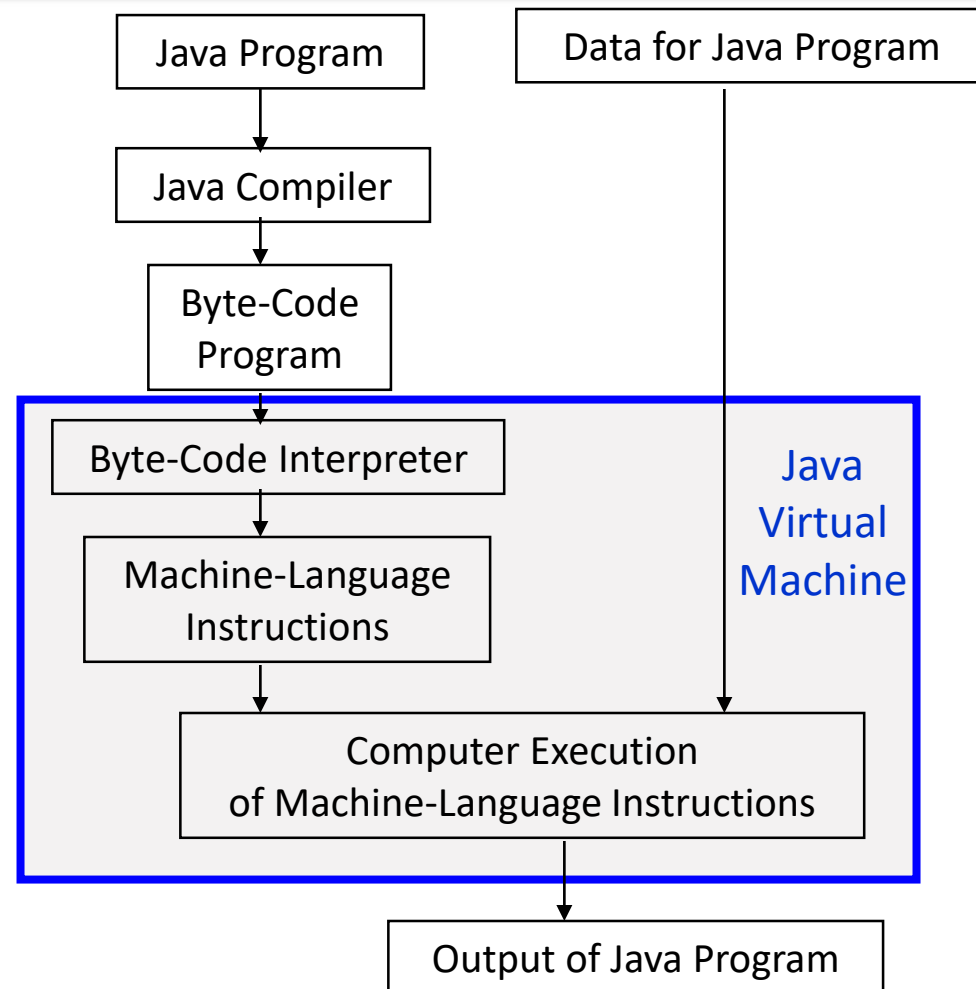 Java Program
Data for Java Program
Java Compiler
Byte-Code
Program
Byte-Code Interpreter
Java
Virtual
Machine
Machine-Language
Instructions
Computer Execution
of Machine-Language Instructions
Output of Java Program